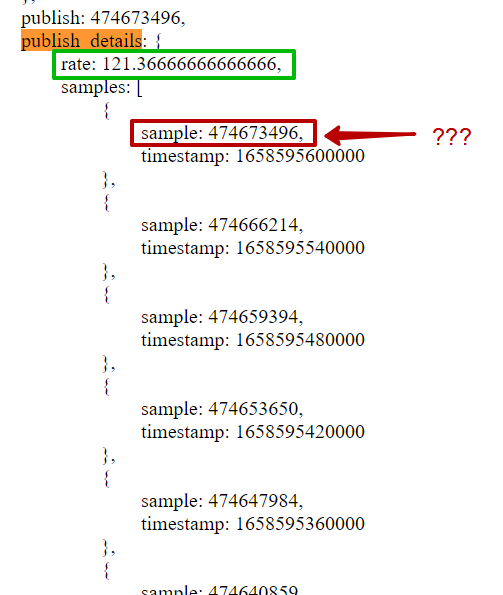 publish: 474673496,
publish_details: {
rate: 121.36666666666666,
samples: [
{
sample: 474673496,
???
timestamp: 1658595600000
},
{
sample: 474666214,
timestamp: 1658595540000
},
{
sample: 474659394,
timestamp: 1658595480000
},
{
sample: 474653650,
timestamp: 1658595420000
},
{
sample: 474647984,
timestamp: 1658595360000
},
{
sample: 474640859